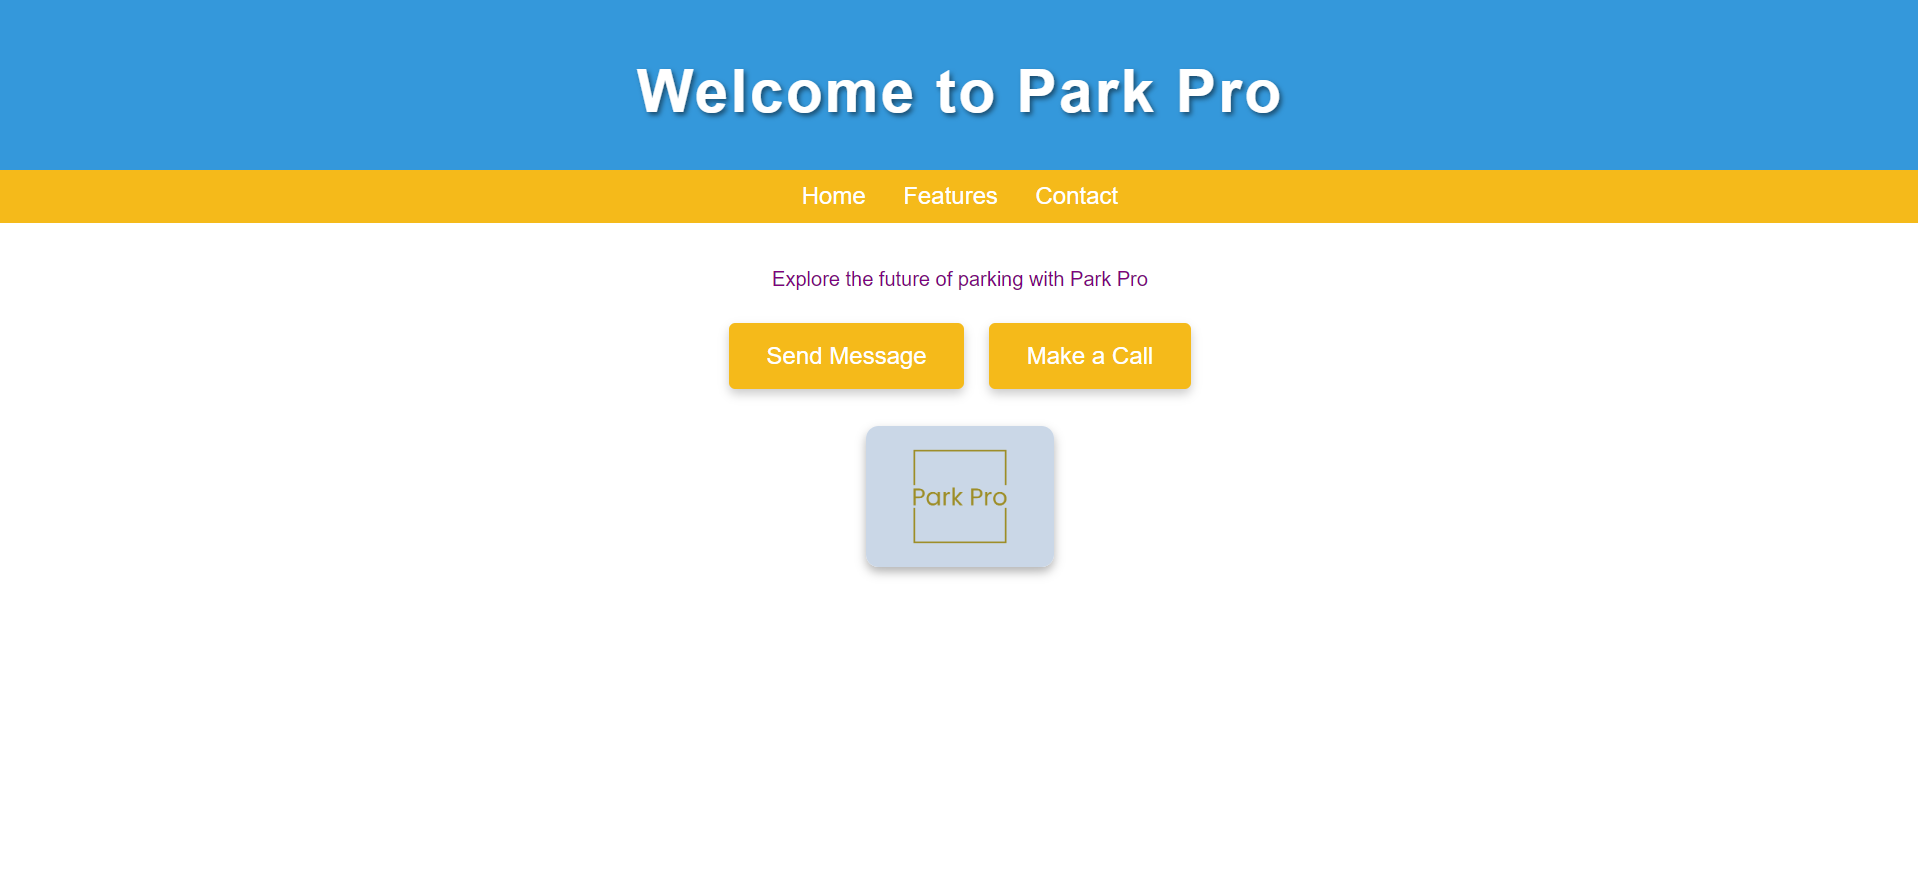 Welcome to Park Pro
Home Features Contact
Explore the future of parking with Park Pro
Send Message Make a Call
Park Pro